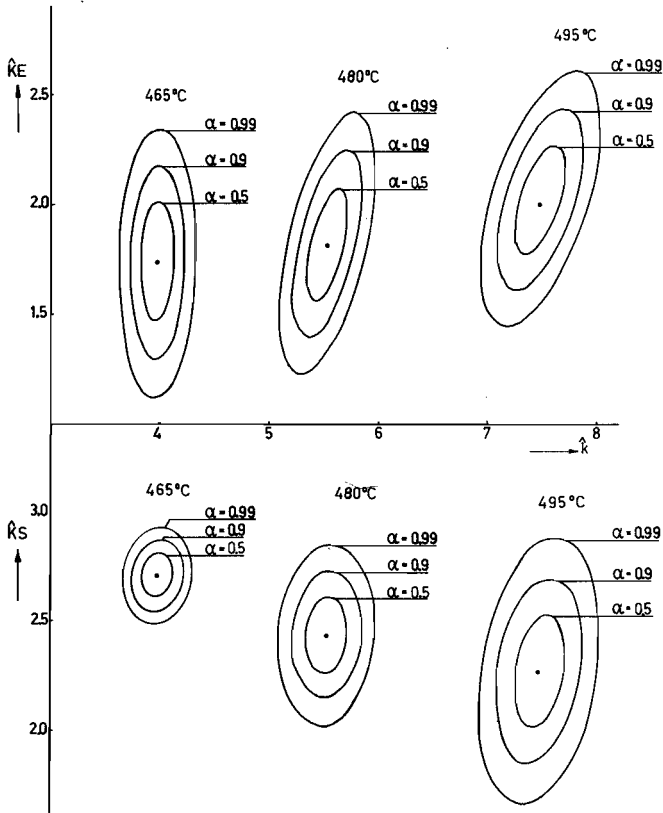 K̂E
2.5
2.0
1.5
465°C
α = 0.99
α = 0.9
α = 0.5
480°C
α = 0.99
α = 0.9
α = 0.5
495°C
α = 0.99
α = 0.9
α = 0.5
4
5
6
7
8
k̂
K̂S
3.0
2.5
2.0
465°C
α = 0.99
α = 0.9
α = 0.5
480°C
α = 0.99
α = 0.9
α = 0.5
495°C
α = 0.99
α = 0.9
α = 0.5